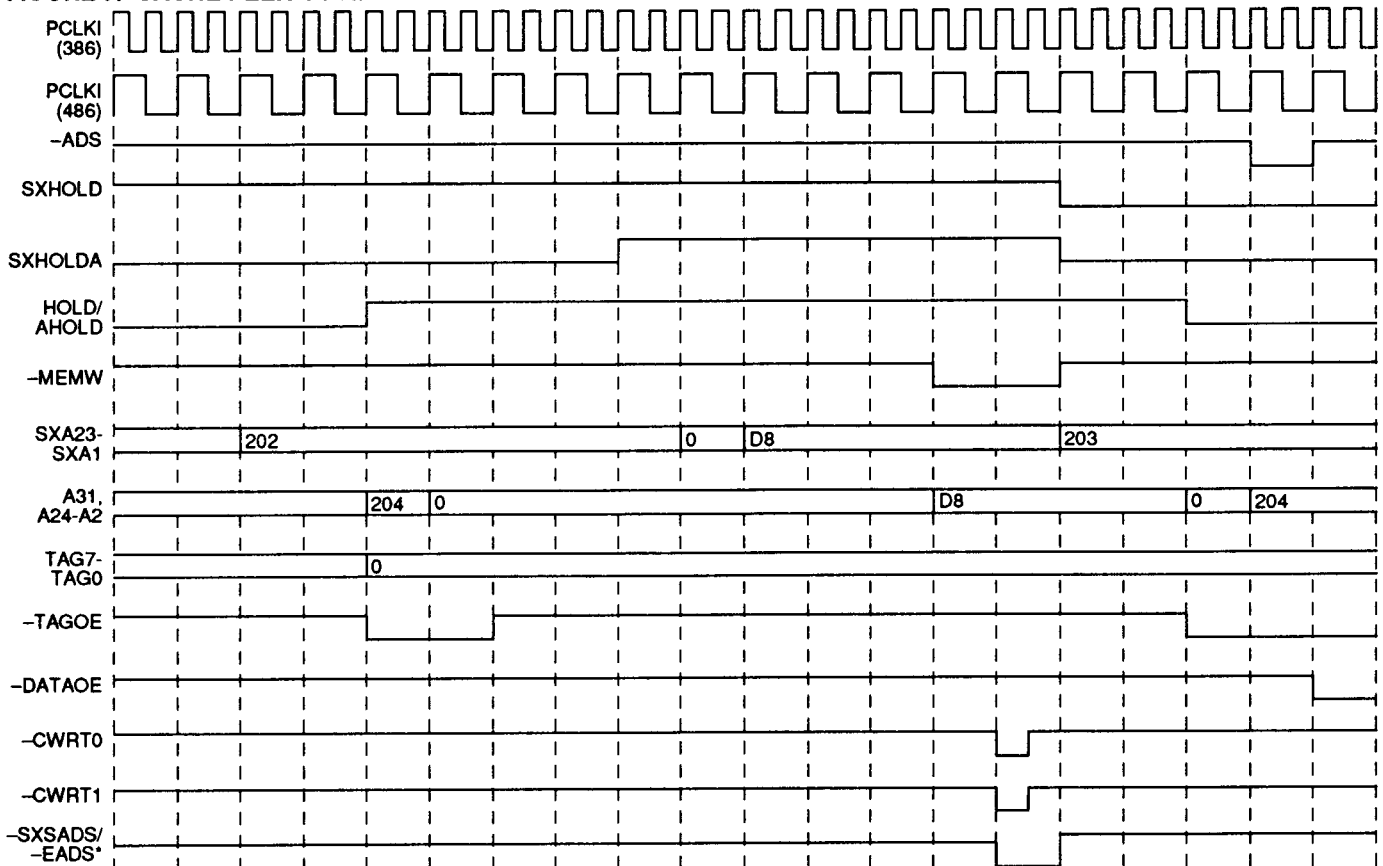 PCLKI
(386)
PCLKI
(486)
–ADS
SXHOLD
SXHOLDA
HOLD/
AHOLD
–MEMW
SXA23-
SXA1
202
0
D8
203
A31,
A24-A2
204
0
D8
0
204
TAG7-
TAG0
0
–TAGOE
–DATAOE
–CWRT0
–CWRT1
–SXSADS/
–EADS*